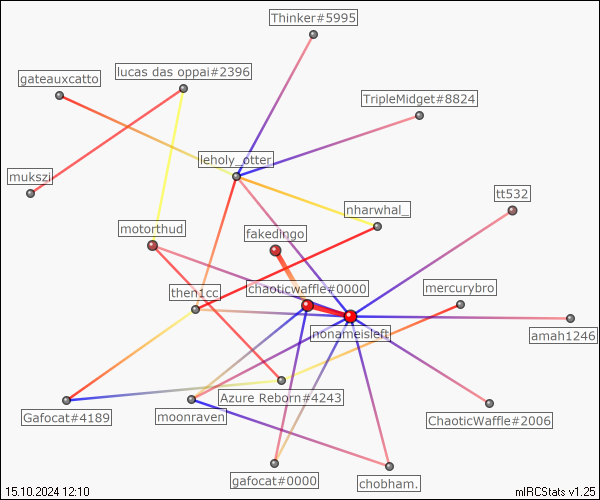 Thinker#5995
lucas das oppai#2396
gateauxcatto
TripleMidget#8824
leholy_otter
mukszi
tt532
nharwhal_
motorthud
fakedingo
chaoticwaffle#0000
mercurybro
then1cc
nonameisleft
amah1246
Azure Reborn#4243
Gafocat#4189
moonraven
ChaoticWaffle#2006
gafocat#0000
chobham.
15.10.2024 12:10
mIRCStats v1.25